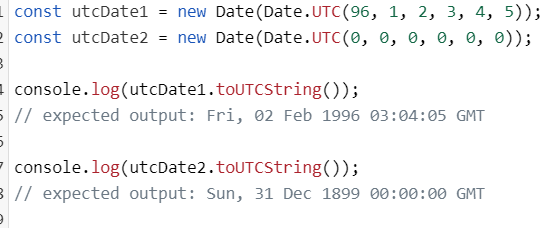 const utcDate1 = new Date(Date.UTC(96, 1, 2, 3, 4, 5));
const utcDate2 = new Date(Date.UTC(0, 0, 0, 0, 0, 0));
console.log(utcDate1.toUTCString());
// expected output: Fri, 02 Feb 1996 03:04:05 GMT
console.log(utcDate2.toUTCString());
// expected output: Sun, 31 Dec 1899 00:00:00 GMT